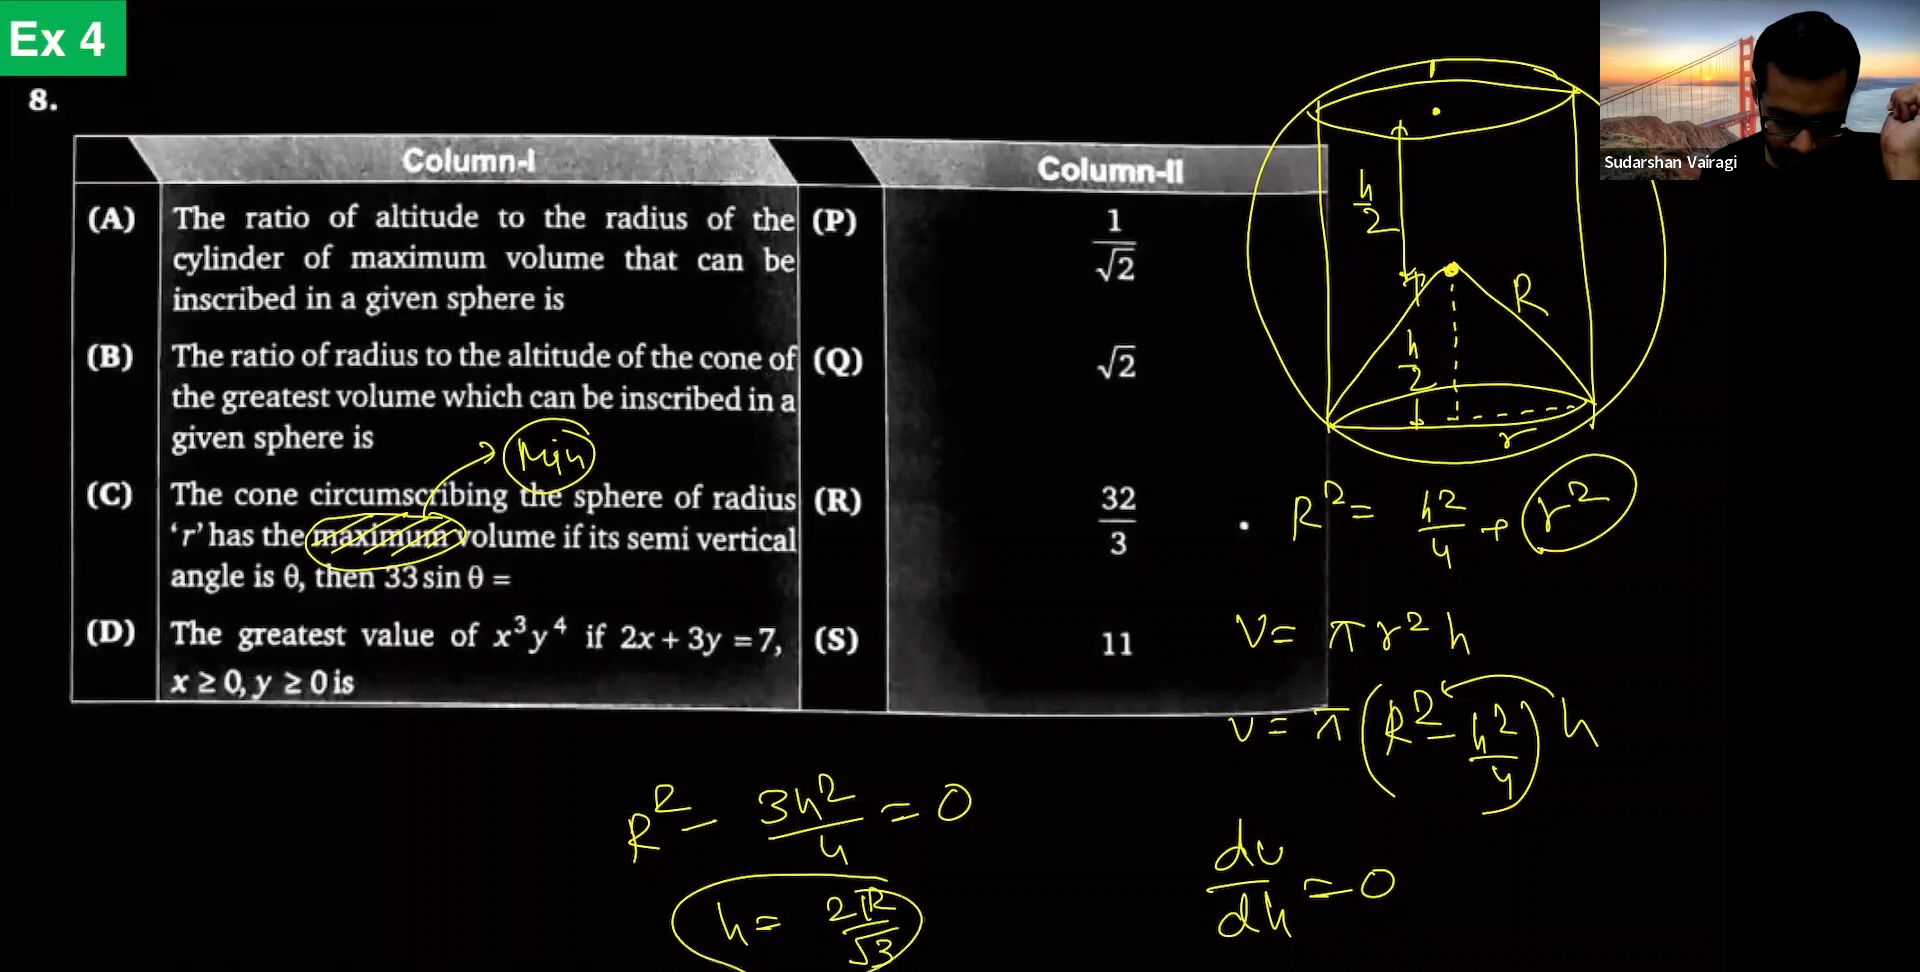 Ex 4
8.
Column-I
Column-II
(A) The ratio of altitude to the radius of the cylinder of maximum volume that can be inscribed in a given sphere is
(P) 1/√2
(B) The ratio of radius to the altitude of the cone of the greatest volume which can be inscribed in a given sphere is
(Q) √2
Min
(C) The cone circumscribing the sphere of radius 'r' has the maximum volume if its semi vertical angle is θ, then 33 sin θ =
(R) 32/3
(D) The greatest value of x³y⁴ if 2x + 3y = 7, x ≥ 0, y ≥ 0 is
(S) 11
Sudarshan Vairagi
h/2
R
h/2
r
R² = h²/4 + r²
V = πr²h
V = π(R² - h²/4)h
dv/dh = 0
R² - 3h²/4 = 0
h = 2R/√3